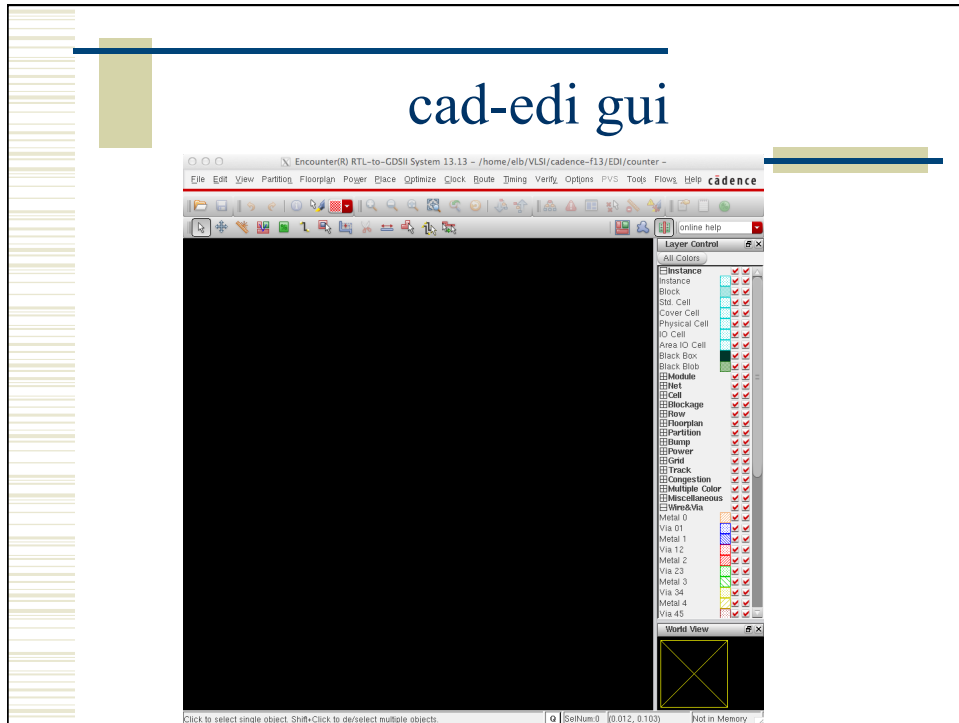 cad-edi gui
Encounter(R) RTL-to-GDSII System 13.13 - /home/elb/VLSI/cadence-f13/EDI/counter -
File Edit View Partition Floorplan Power Place Optimize Clock Route Timing Verify Options PVS Tools Flows Help cādence
online help
Layer Control
All Colors
Instance
Instance
Block
Std. Cell
Cover Cell
Physical Cell
IO Cell
Area IO Cell
Black Box
Black Blob
Module
Net
Cell
Blockage
Row
Floorplan
Partition
Bump
Power
Grid
Track
Congestion
Multiple Color
Miscellaneous
Wire&Via
Metal 0
Via 01
Metal 1
Via 12
Metal 2
Via 23
Metal 3
Via 34
Metal 4
Via 45
World View
Click to select single object. Shift+Click to de/select multiple objects. Q SelNum:0 (0.012, 0.103) Not in Memory